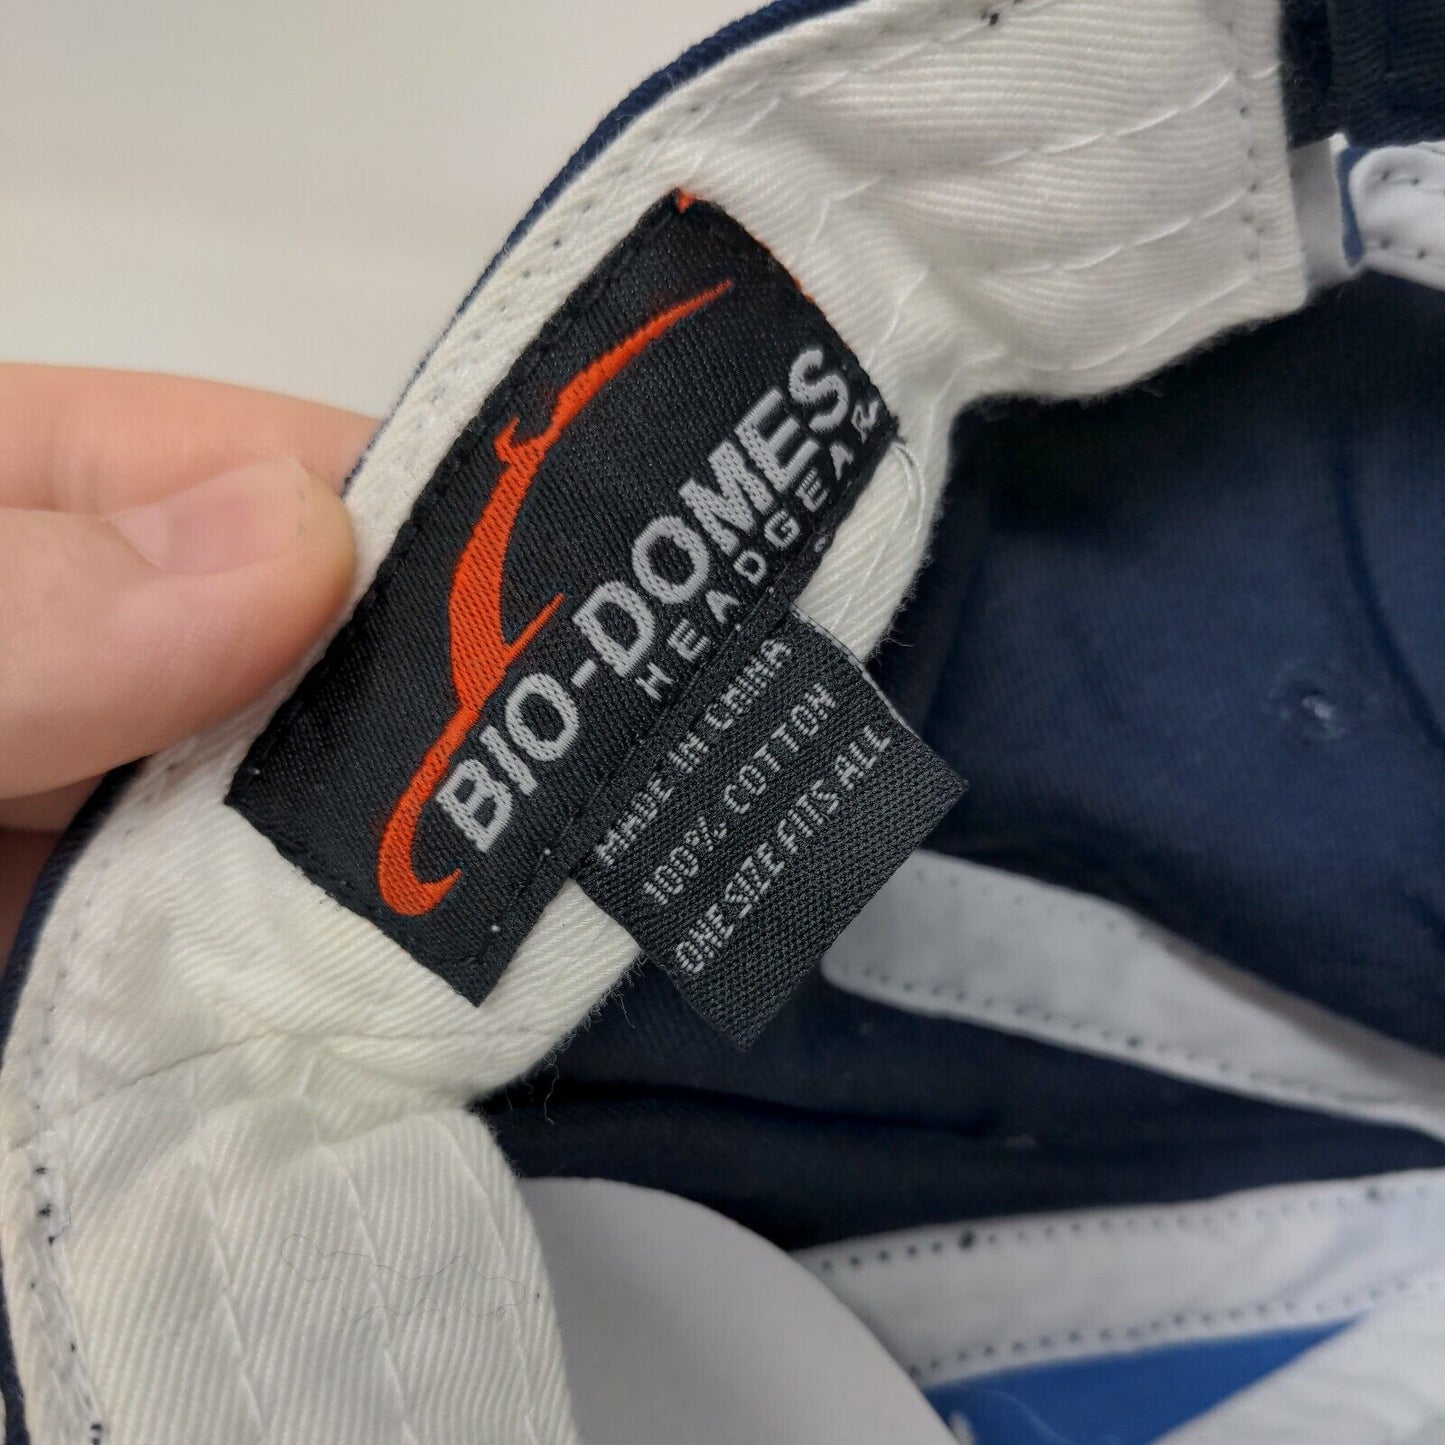 BIO-DOMES
HEADGEAR
MADE IN CHINA
100% COTTON
ONE SIZE FITS ALL